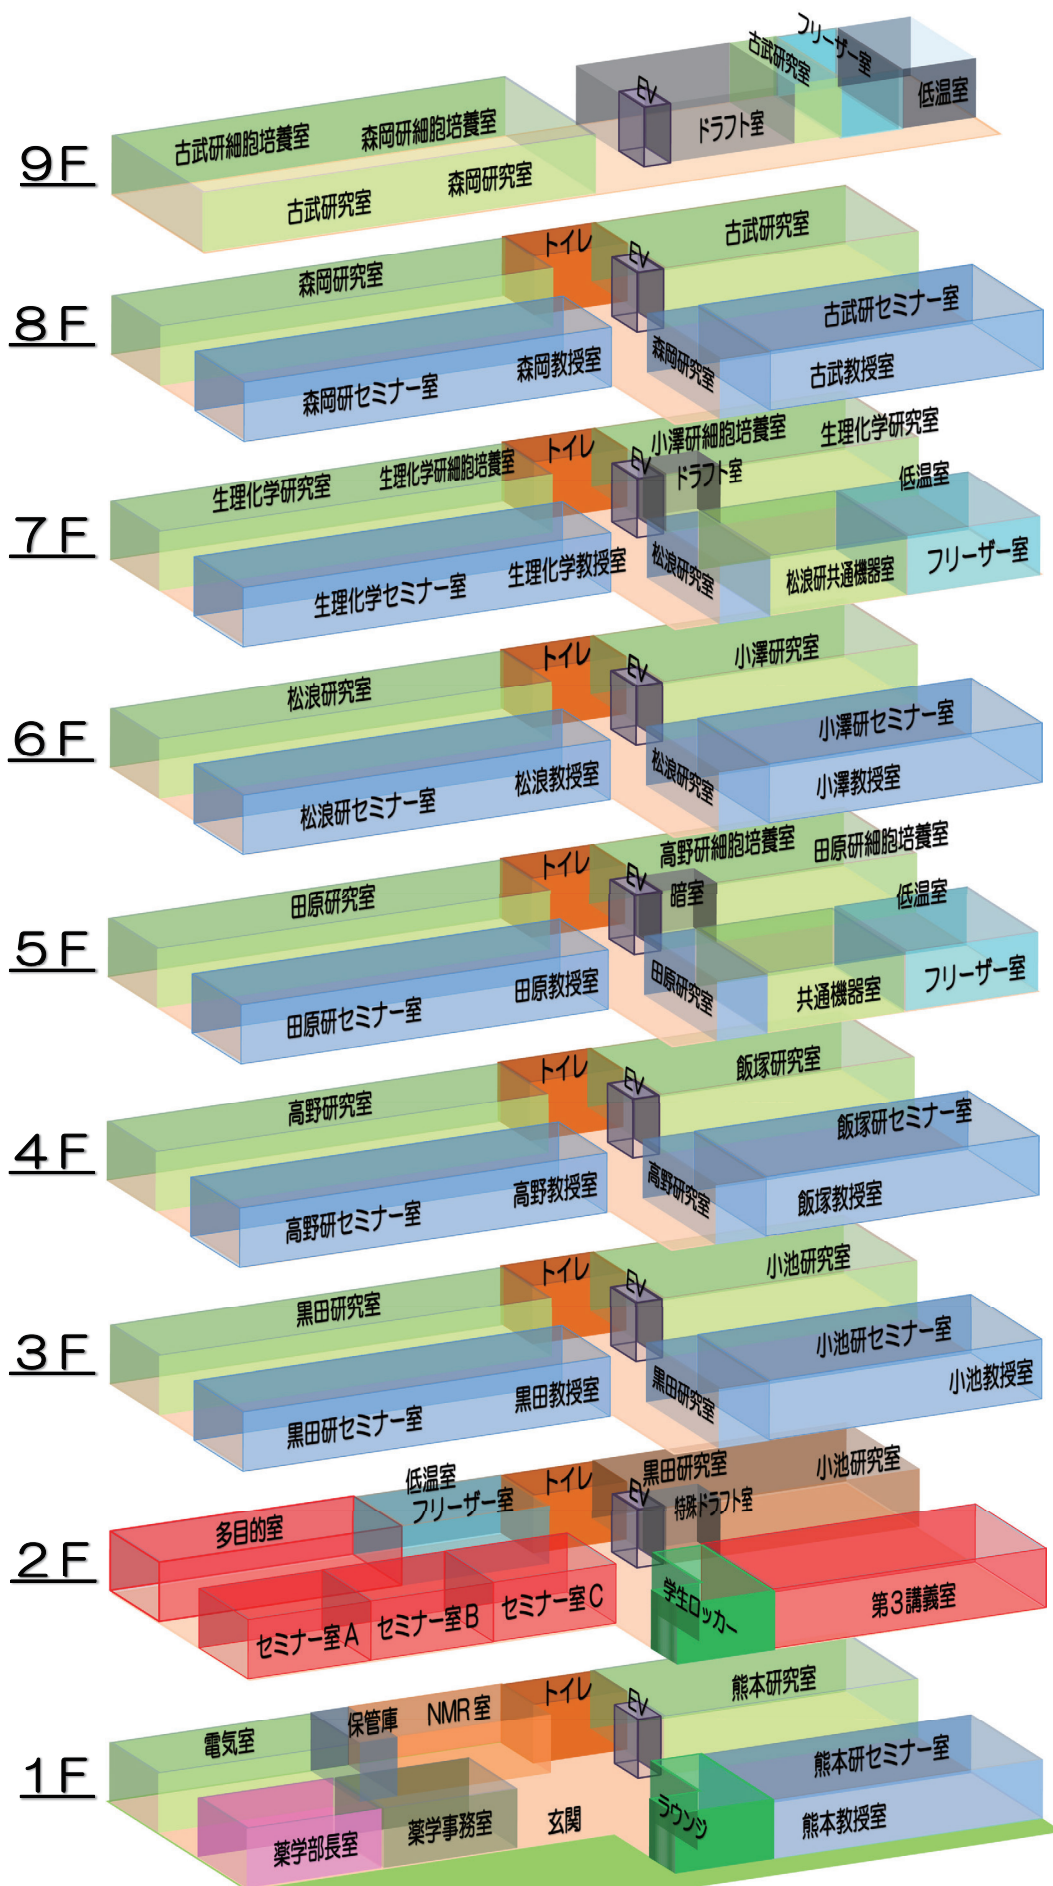 9F
古武研細胞培養室
森岡研細胞培養室
古武研究室
森岡研究室
EV
ドラフト室
古武研究室
フリーザー室
低温室
8F
森岡研究室
トイレ
EV
古武研究室
森岡研セミナー室
森岡教授室
森岡研究室
古武研セミナー室
古武教授室
7F
生理化学研究室
生理化学研細胞培養室
トイレ
EV
小澤研細胞培養室
ドラフト室
生理化学研究室
低温室
生理化学セミナー室
生理化学教授室
松浪研究室
松浪研共通機器室
フリーザー室
6F
松浪研究室
トイレ
EV
小澤研究室
松浪研セミナー室
松浪教授室
松浪研究室
小澤研セミナー室
小澤教授室
5F
田原研究室
トイレ
EV
高野研細胞培養室
暗室
田原研細胞培養室
低温室
田原研セミナー室
田原教授室
田原研究室
共通機器室
フリーザー室
4F
高野研究室
トイレ
EV
飯塚研究室
高野研セミナー室
高野教授室
高野研究室
飯塚研セミナー室
飯塚教授室
3F
黒田研究室
トイレ
EV
小池研究室
黒田研セミナー室
黒田教授室
黒田研究室
小池研セミナー室
小池教授室
2F
多目的室
低温室
フリーザー室
トイレ
EV
黒田研究室
特殊ドラフト室
小池研究室
セミナー室A
セミナー室B
セミナー室C
学生ロッカー
第3講義室
1F
電気室
保管庫
NMR室
トイレ
EV
熊本研究室
薬学部長室
薬学事務室
玄関
ラウンジ
熊本研セミナー室
熊本教授室